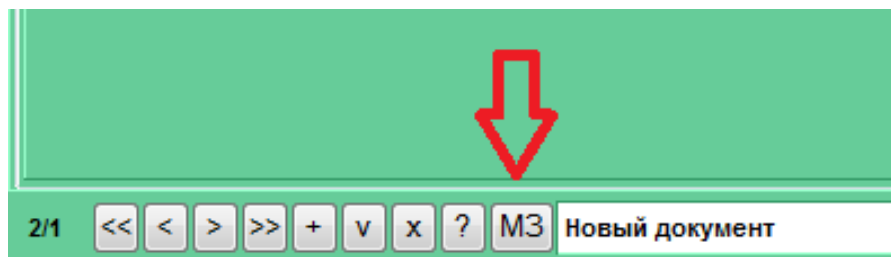 2/1 << < > >> + v x ? МЗ Новый документ